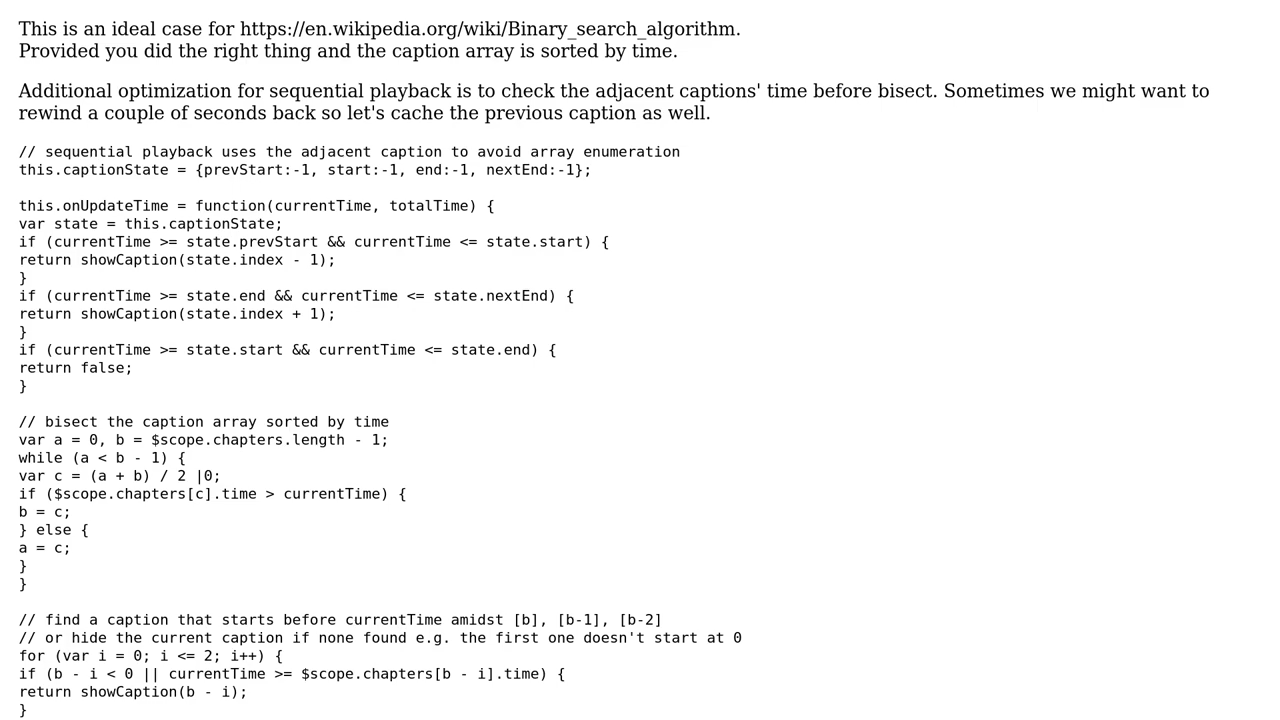 This is an ideal case for https://en.wikipedia.org/wiki/Binary_search_algorithm.
Provided you did the right thing and the caption array is sorted by time.
Additional optimization for sequential playback is to check the adjacent captions' time before bisect. Sometimes we might want to
rewind a couple of seconds back so let's cache the previous caption as well.
// sequential playback uses the adjacent caption to avoid array enumeration
this.captionState = {prevStart:-1, start:-1, end:-1, nextEnd:-1};
this.onUpdateTime = function(currentTime, totalTime) {
var state = this.captionState;
if (currentTime >= state.prevStart && currentTime <= state.start) {
return showCaption(state.index - 1);
}
if (currentTime >= state.end && currentTime <= state.nextEnd) {
return showCaption(state.index + 1);
}
if (currentTime >= state.start && currentTime <= state.end) {
return false;
}
// bisect the caption array sorted by time
var a = 0, b = $scope.chapters.length - 1;
while (a < b - 1) {
var c = (a + b) / 2 |0;
if ($scope.chapters[c].time > currentTime) {
b = c;
} else {
a = c;
}
}
// find a caption that starts before currentTime amidst [b], [b-1], [b-2]
// or hide the current caption if none found e.g. the first one doesn't start at 0
for (var i = 0; i <= 2; i++) {
if (b - i < 0 || currentTime >= $scope.chapters[b - i].time) {
return showCaption(b - i);
}